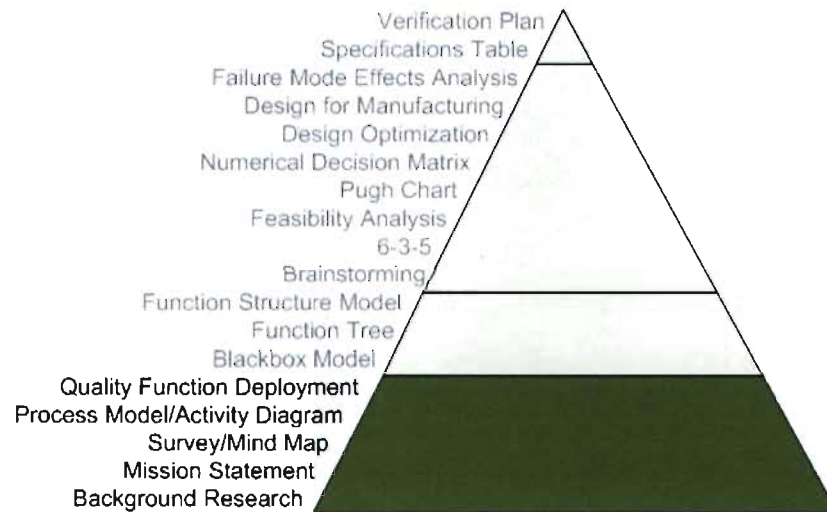 Verification Plan
Specifications Table
Failure Mode Effects Analysis
Design for Manufacturing
Design Optimization
Numerical Decision Matrix
Pugh Chart
Feasibility Analysis
6-3-5
Brainstorming
Function Structure Model
Function Tree
Blackbox Model
Quality Function Deployment
Process Model/Activity Diagram
Survey/Mind Map
Mission Statement
Background Research